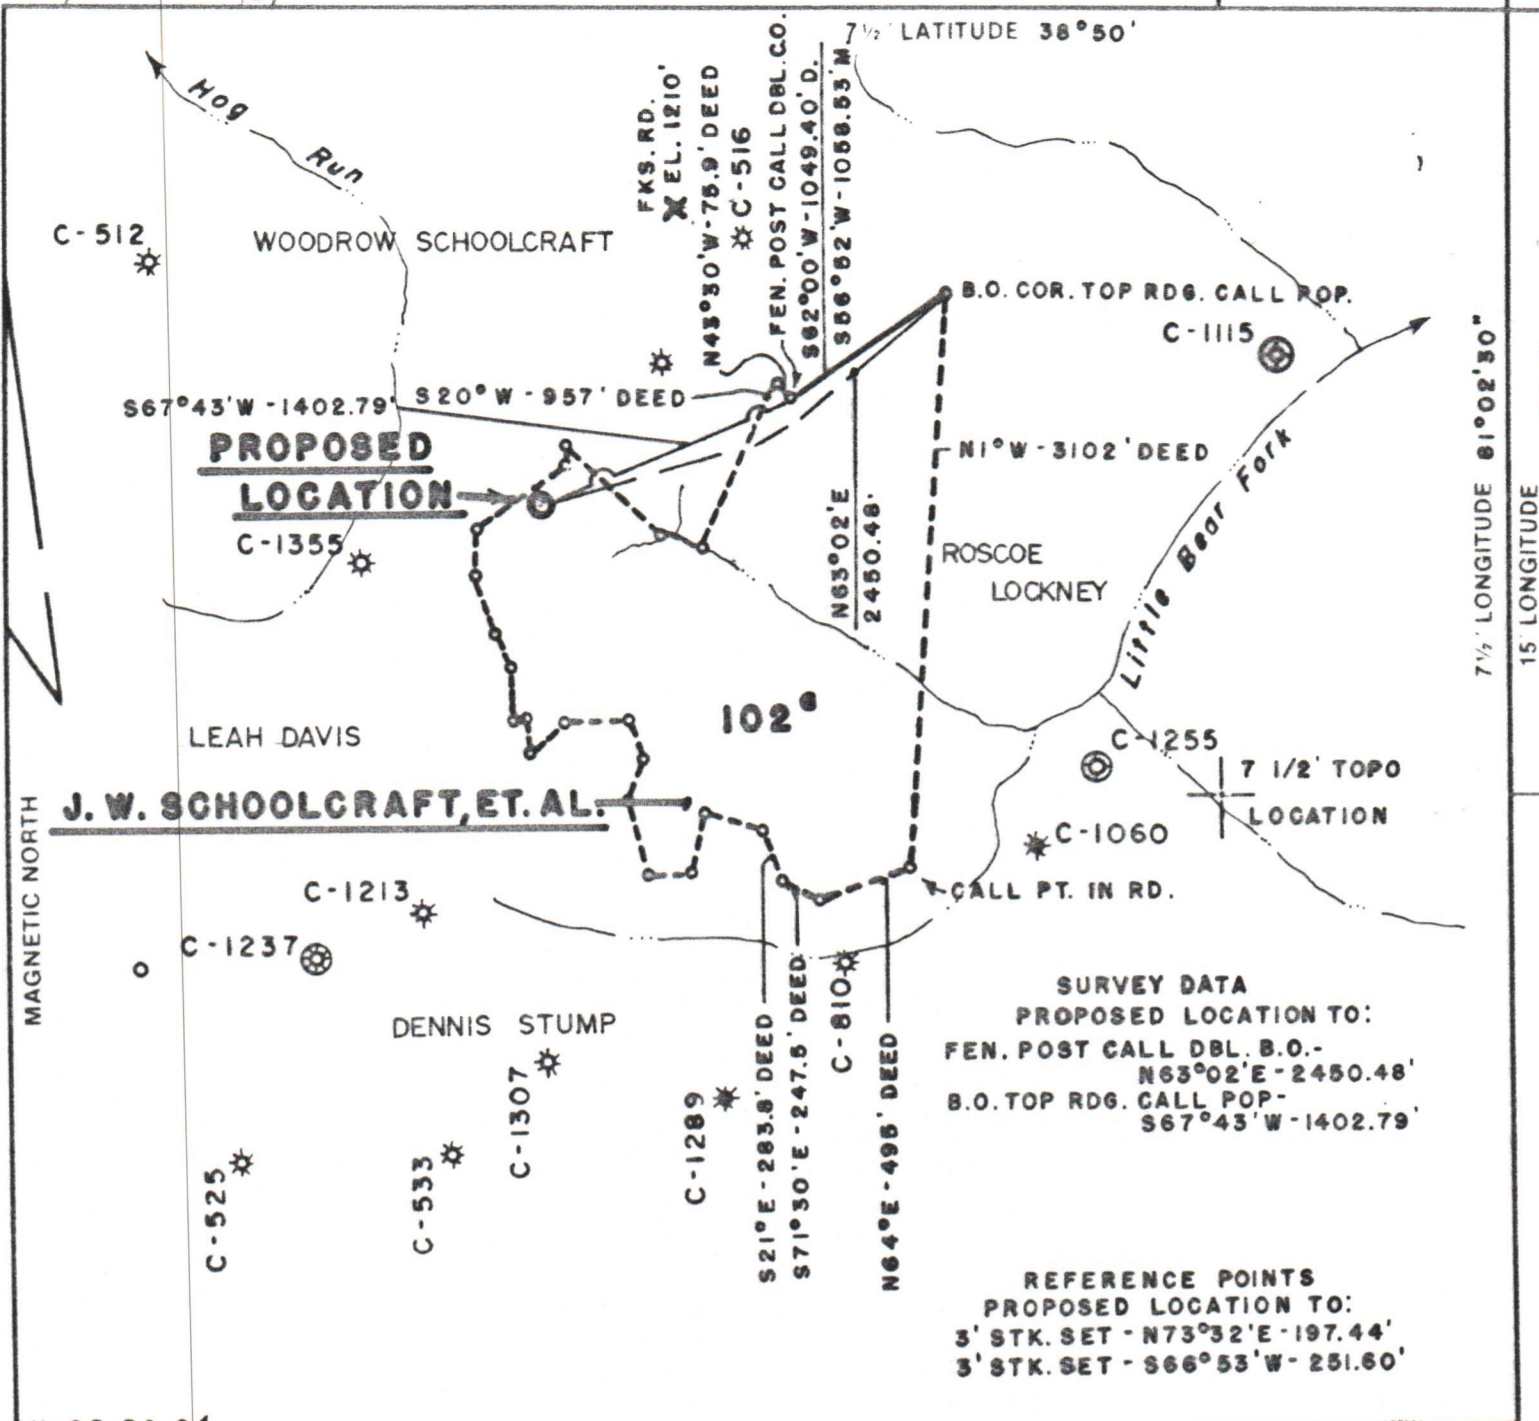 7½' LATITUDE 38°50'
Hog Run
FKS. RD.
X EL. 1210'
N43°30'W-75.9' DEED
C-516
FEN. POST CALL DBL. CO.
S62°00'W-1049.40' D.
S56°52'W-1058.53' M
C-512
WOODROW SCHOOLCRAFT
B.O. COR. TOP RDG. CALL POP.
C-1115
S67°43'W-1402.79'
S20°W-957' DEED
PROPOSED
LOCATION
N1°W-3102' DEED
C-1355
N63°02'E
2450.48'
ROSCOE
LOCKNEY
Little Bear Fork
7½' LONGITUDE 81°02'30"
15' LONGITUDE
LEAH DAVIS
102
C-1255
7 1/2' TOPO
LOCATION
J. W. SCHOOLCRAFT, ET. AL.
C-1060
MAGNETIC NORTH
C-1213
CALL PT. IN RD.
C-1237
C-810
DENNIS STUMP
C-1307
C-1289
C-525
C-533
S21°E-283.8' DEED
S71°30'E-247.5' DEED
N64°E-495' DEED
SURVEY DATA
PROPOSED LOCATION TO:
FEN. POST CALL DBL. B.O.-
N63°02'E-2450.48'
B.O. TOP RDG. CALL POP-
S67°43'W-1402.79'
REFERENCE POINTS
PROPOSED LOCATION TO:
3' STK. SET - N73°32'E-197.44'
3' STK. SET - S66°53'W-251.60'